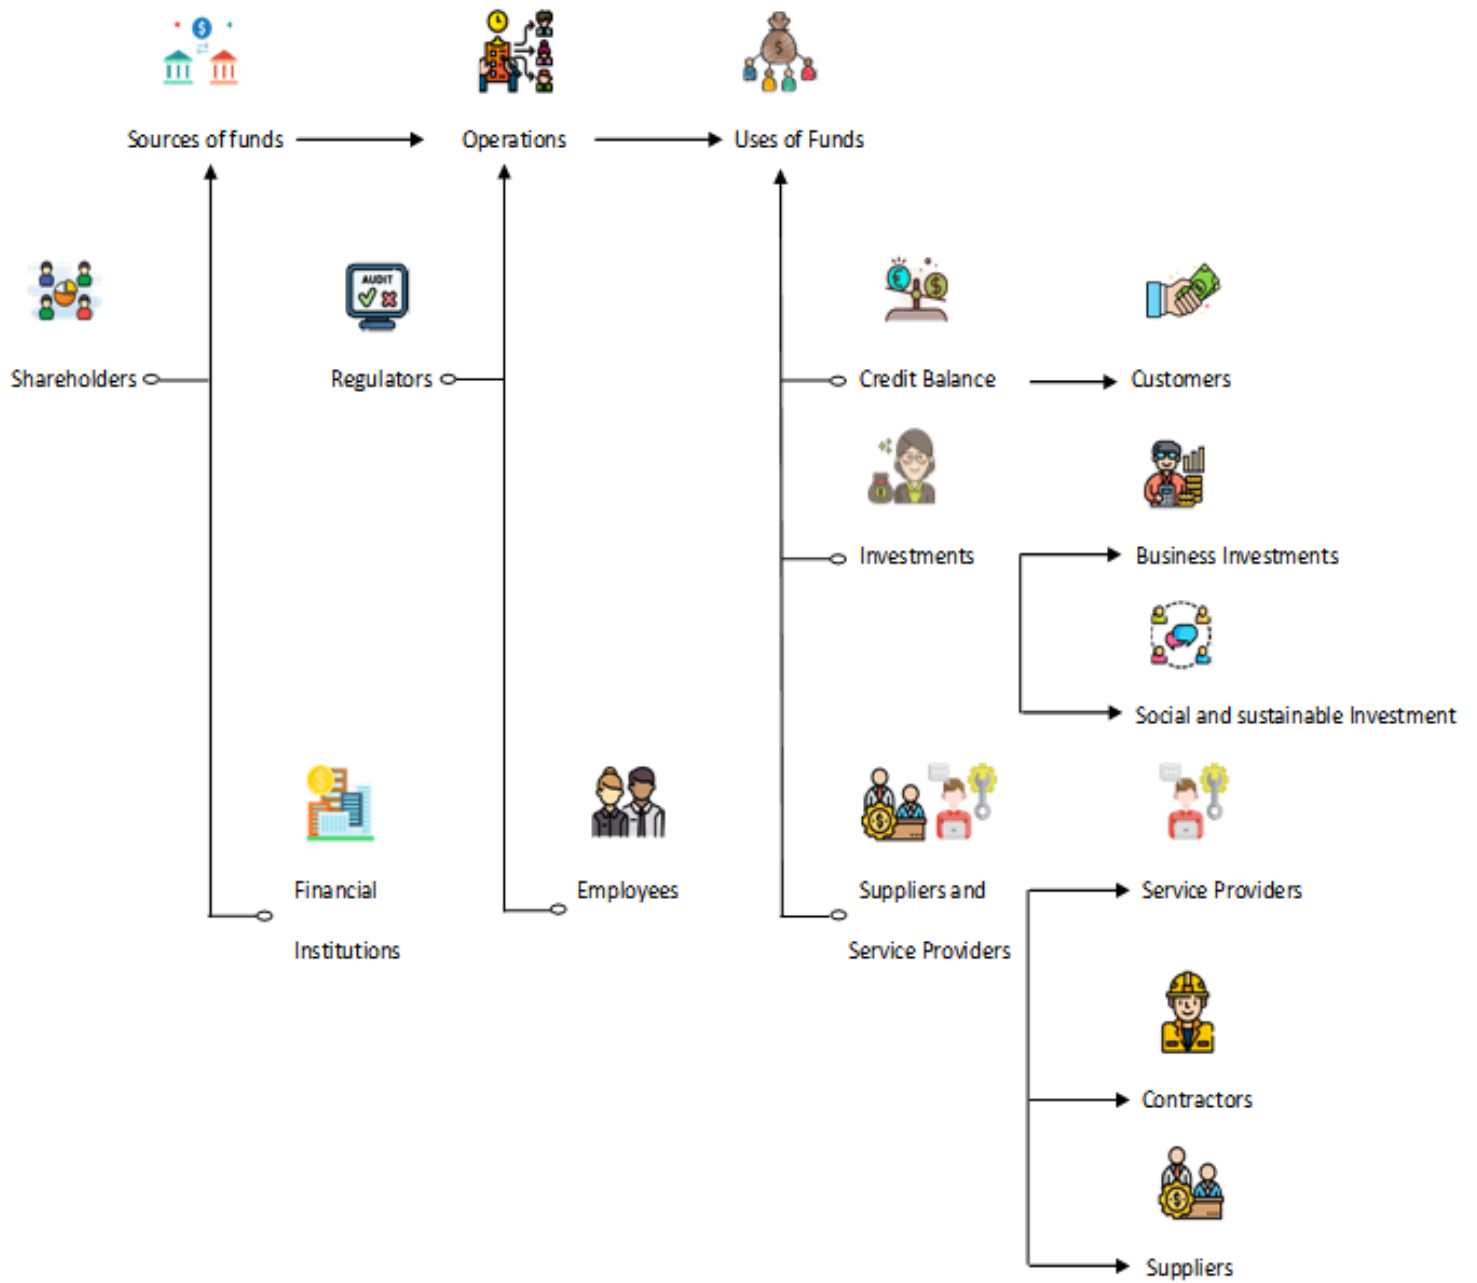 Sources of funds
Operations
Uses of Funds
AUDIT
Shareholders
Regulators
Credit Balance
Customers
Investments
Business Investments
Social and sustainable Investment
Financial
Institutions
Employees
Suppliers and
Service Providers
Service Providers
Contractors
Suppliers